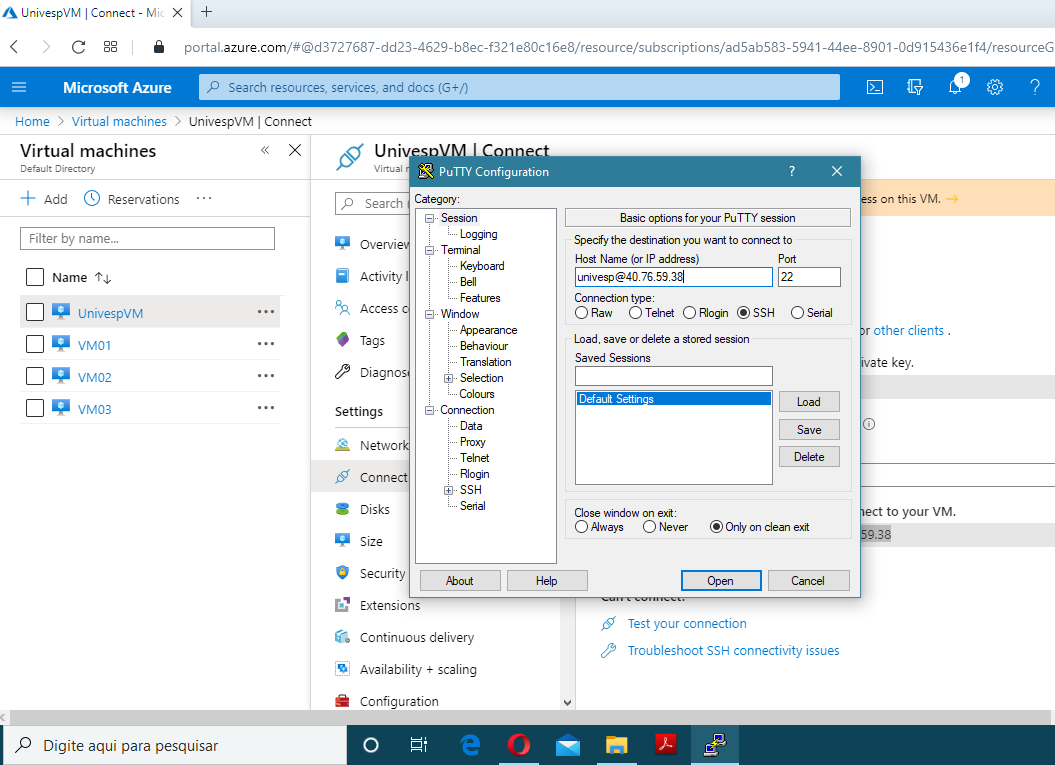 UnivespVM | Connect - Mic
portal.azure.com/#@d3727687-dd23-4629-b8ec-f321e80c16e8/resource/subscriptions/ad5ab583-5941-44ee-8901-0d915436e1f4/resourceG
Microsoft Azure
Search resources, services, and docs (G+/)
1
Home > Virtual machines > UnivespVM | Connect
Virtual machines
Default Directory
Add
Reservations
Filter by name...
Name
UnivespVM
VM01
VM02
VM03
UnivespVM | Connect
Virtual
Search
Overview
Activity l
Access co
Tags
Diagnose
Settings
Network
Connect
Disks
Size
Security
Extensions
Continuous delivery
Availability + scaling
Configuration
ess on this VM.
or other clients .
ivate key.
nect to your VM.
59.38
Can't connect?
Test your connection
Troubleshoot SSH connectivity issues
PuTTY Configuration
Category:
Session
Logging
Terminal
Keyboard
Bell
Features
Window
Appearance
Behaviour
Translation
Selection
Colours
Connection
Data
Proxy
Telnet
Rlogin
SSH
Serial
Basic options for your PuTTY session
Specify the destination you want to connect to
Host Name (or IP address)
Port
univesp@40.76.59.38
22
Connection type:
Raw
Telnet
Rlogin
SSH
Serial
Load, save or delete a stored session
Saved Sessions
Default Settings
Load
Save
Delete
Close window on exit:
Always
Never
Only on clean exit
About
Help
Open
Cancel
Digite aqui para pesquisar